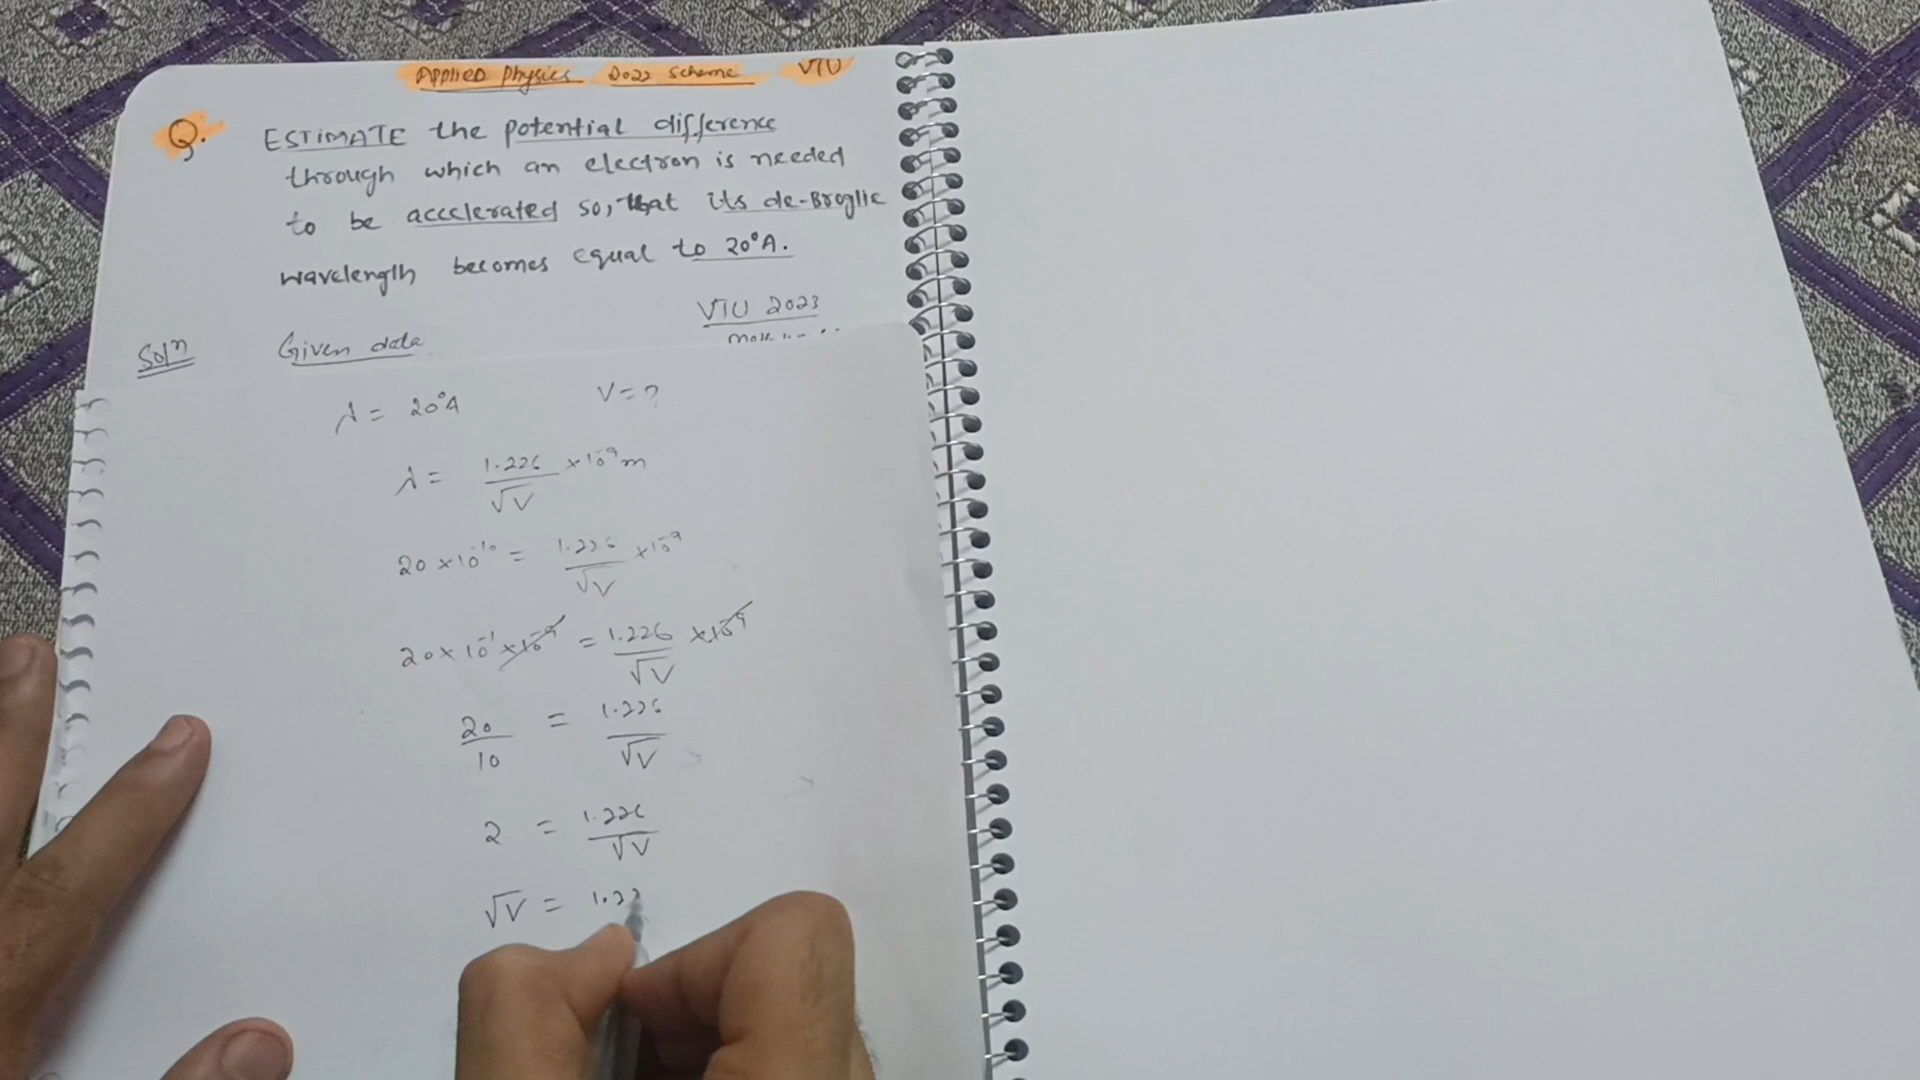 Applied Physics 2022 Scheme VTU
Q. ESTIMATE the potential difference
through which an electron is needed
to be accelerated so, that its de-Broglie
wavelength becomes equal to 20°A.
VTU 2023
Solⁿ Given data
λ = 20°A V = ?
λ = 1.226/√V × 10⁻⁹ m
20 × 10⁻¹⁰ = 1.226/√V × 10⁻⁹
20 × 10⁻¹ × 10⁻⁹ = 1.226/√V × 10⁻⁹
20/10 = 1.226/√V
2 = 1.226/√V
√V = 1.22